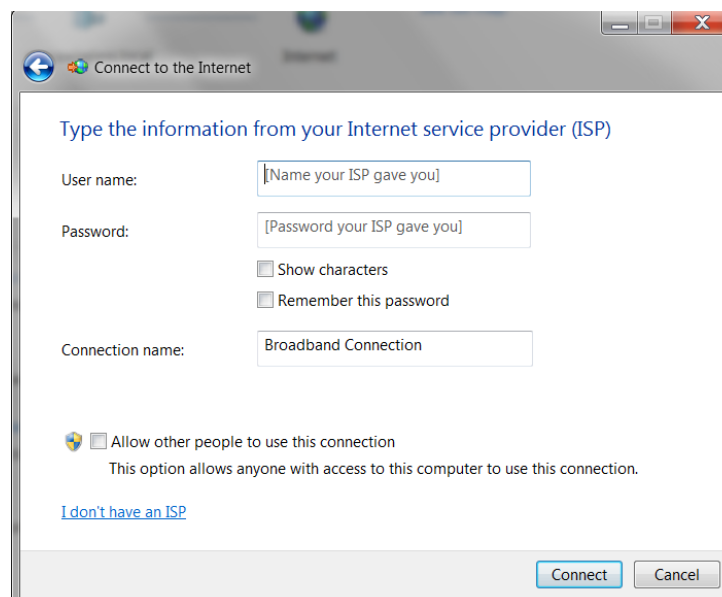 Connect to the Internet
Type the information from your Internet service provider (ISP)
User name:
[Name your ISP gave you]
Password:
[Password your ISP gave you]
Show characters
Remember this password
Connection name:
Broadband Connection
Allow other people to use this connection
This option allows anyone with access to this computer to use this connection.
I don't have an ISP
Connect
Cancel